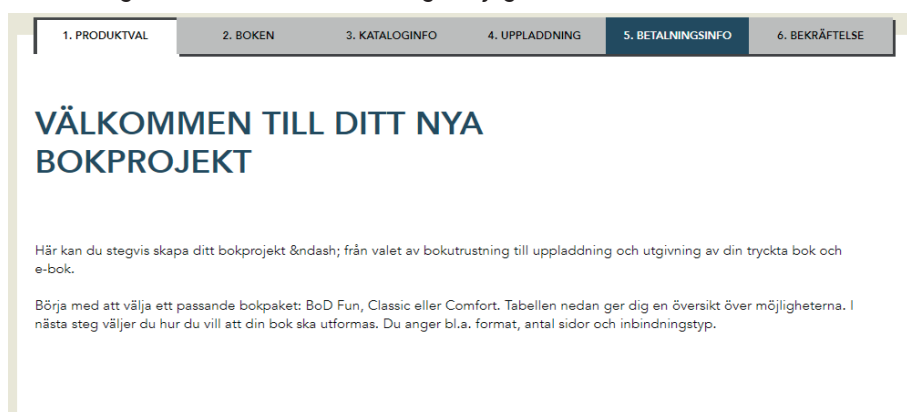 1. PRODUKTVAL 2. BOKEN 3. KATALOGINFO 4. UPPLADDNING 5. BETALNINGSINFO 6. BEKRÄFTELSE
VÄLKOMMEN TILL DITT NYA
BOKPROJEKT
Här kan du stegvis skapa ditt bokprojekt &ndash; från valet av bokutrustning till uppladdning och utgivning av din tryckta bok och
e-bok.
Börja med att välja ett passande bokpaket: BoD Fun, Classic eller Comfort. Tabellen nedan ger dig en översikt över möjligheterna. I
nästa steg väljer du hur du vill att din bok ska utformas. Du anger bl.a. format, antal sidor och inbindningstyp.